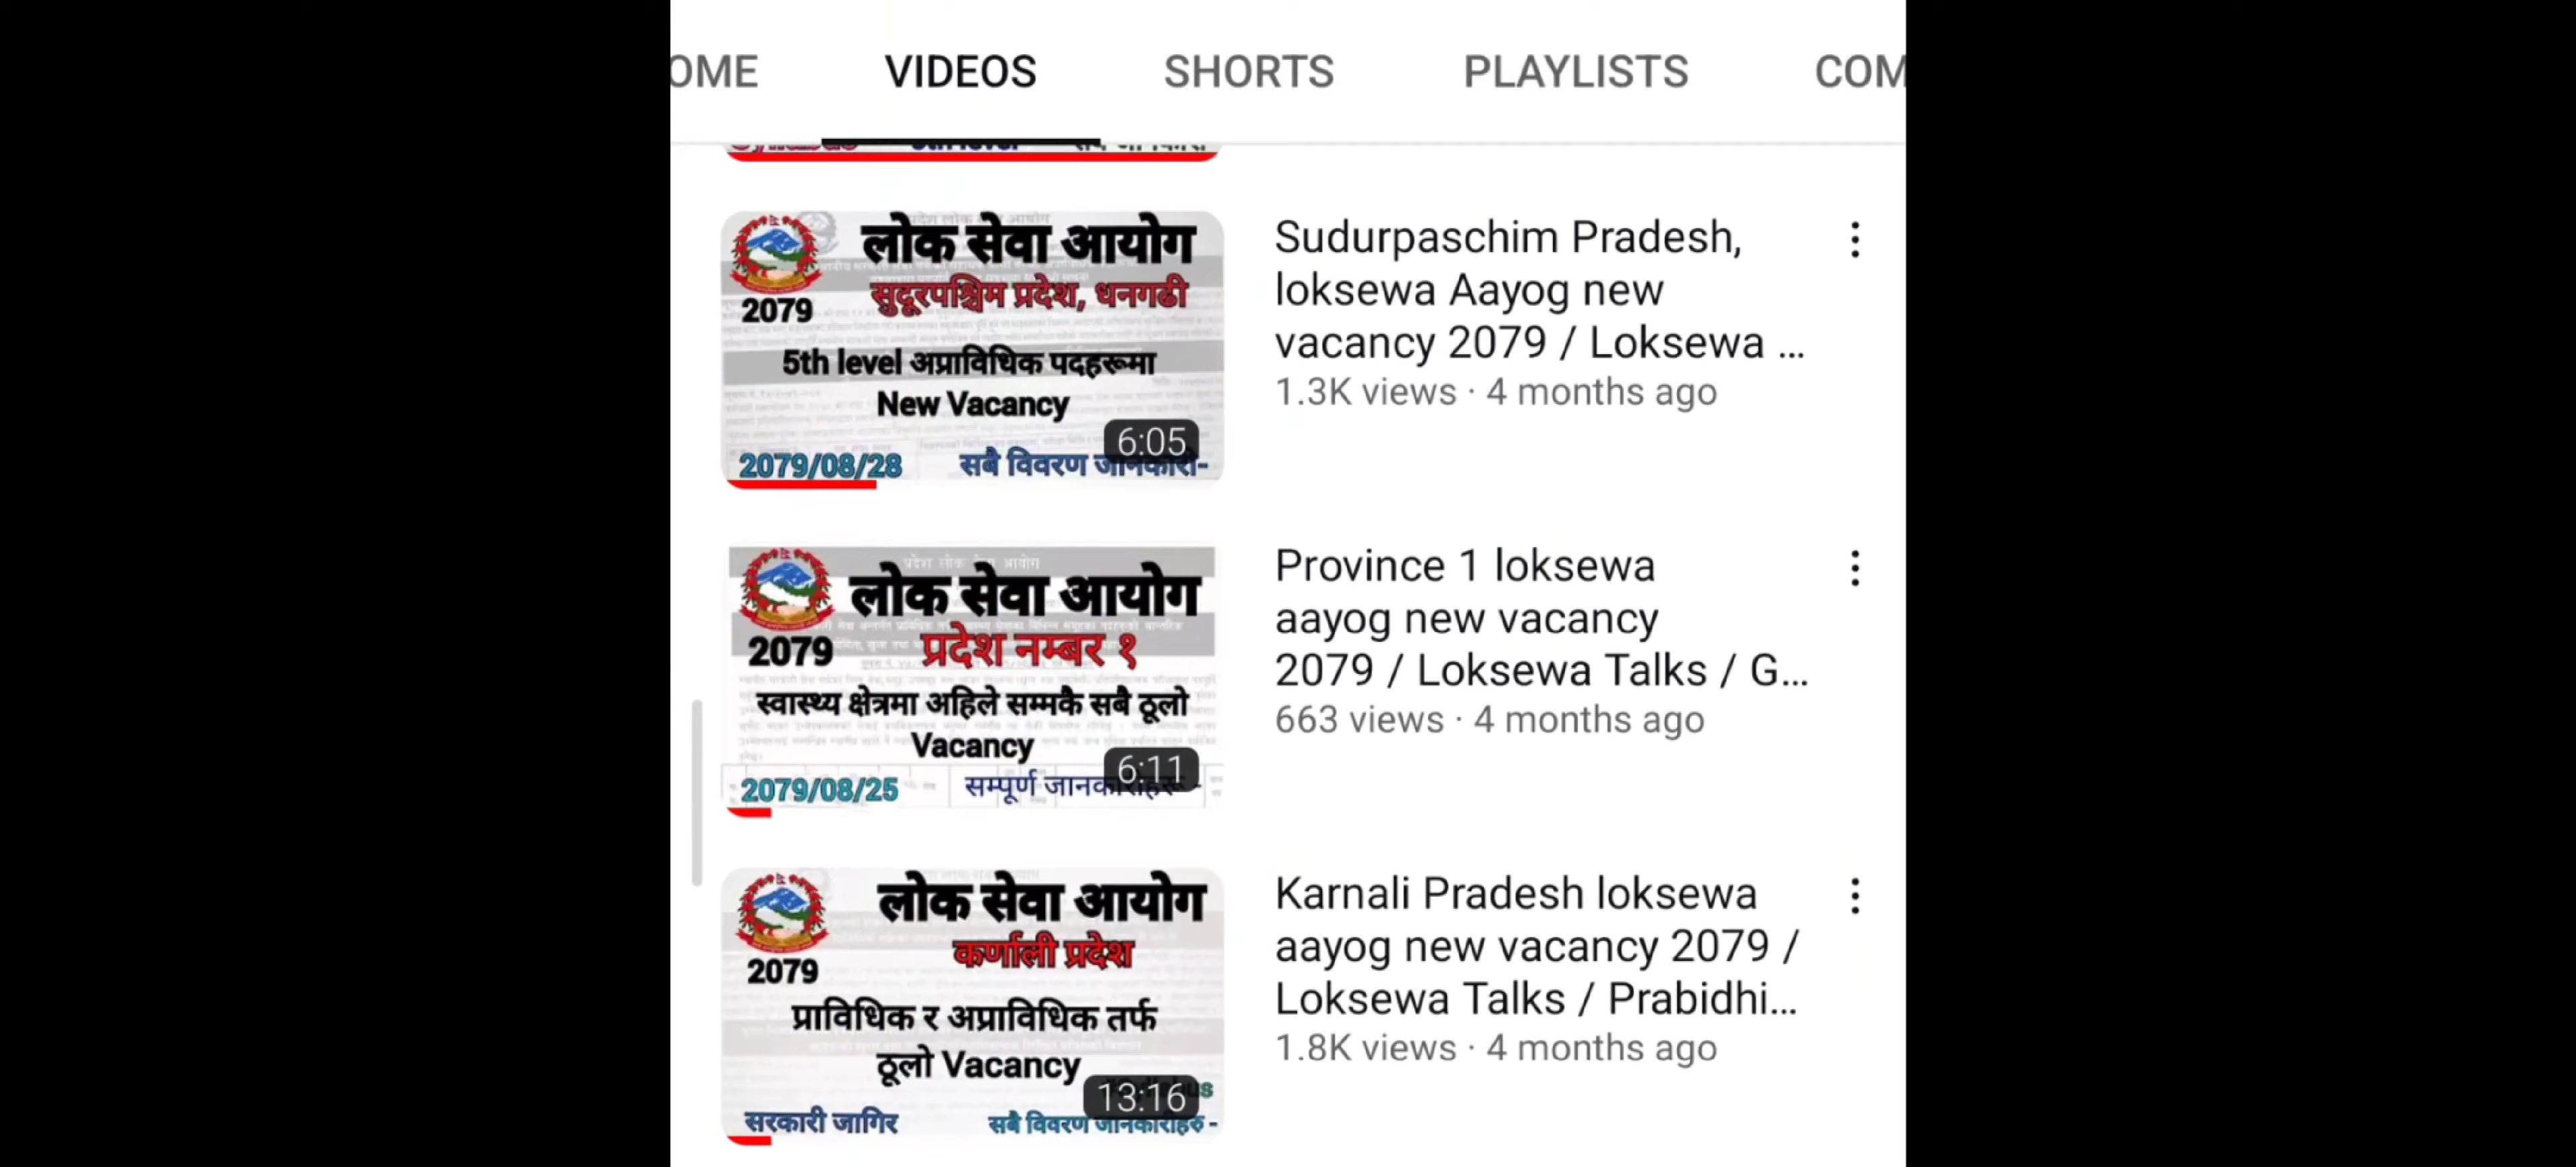 OME VIDEOS SHORTS PLAYLISTS COM
लोक सेवा आयोग
सुदूरपश्चिम प्रदेश, धनगढी
2079
5th level अप्राविधिक पदहरूमा
New Vacancy
6:05
2079/08/28 सबै विवरण जानकारी-
Sudurpaschim Pradesh,
loksewa Aayog new
vacancy 2079 / Loksewa ...
1.3K views · 4 months ago
लोक सेवा आयोग
2079 प्रदेश नम्बर १
स्वास्थ्य क्षेत्रमा अहिले सम्मकै सबै ठूलो
Vacancy
6:11
2079/08/25 सम्पूर्ण जानकारीहरु -
Province 1 loksewa
aayog new vacancy
2079 / Loksewa Talks / G...
663 views · 4 months ago
लोक सेवा आयोग
कर्णाली प्रदेश
2079
प्राविधिक र अप्राविधिक तर्फ
ठूलो Vacancy
13:16
सरकारी जागिर सबै विवरण जानकारीहरु -
Karnali Pradesh loksewa
aayog new vacancy 2079 /
Loksewa Talks / Prabidhi...
1.8K views · 4 months ago